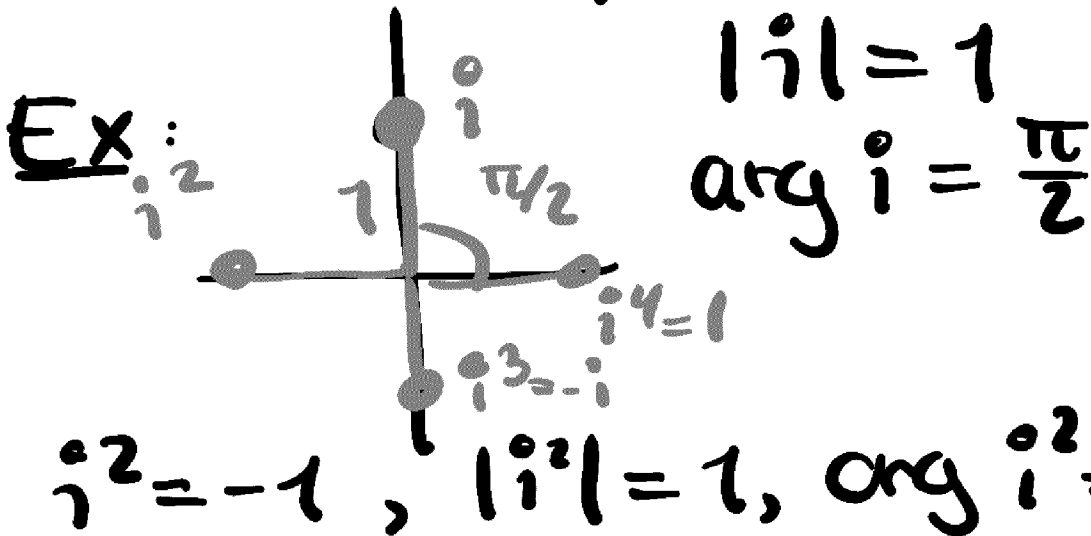 |i| = 1
Ex:
arg i = π/2
i
i²
1
π/2
i⁴=1
i³=-i
i² = -1, |i²| = 1, arg i² =